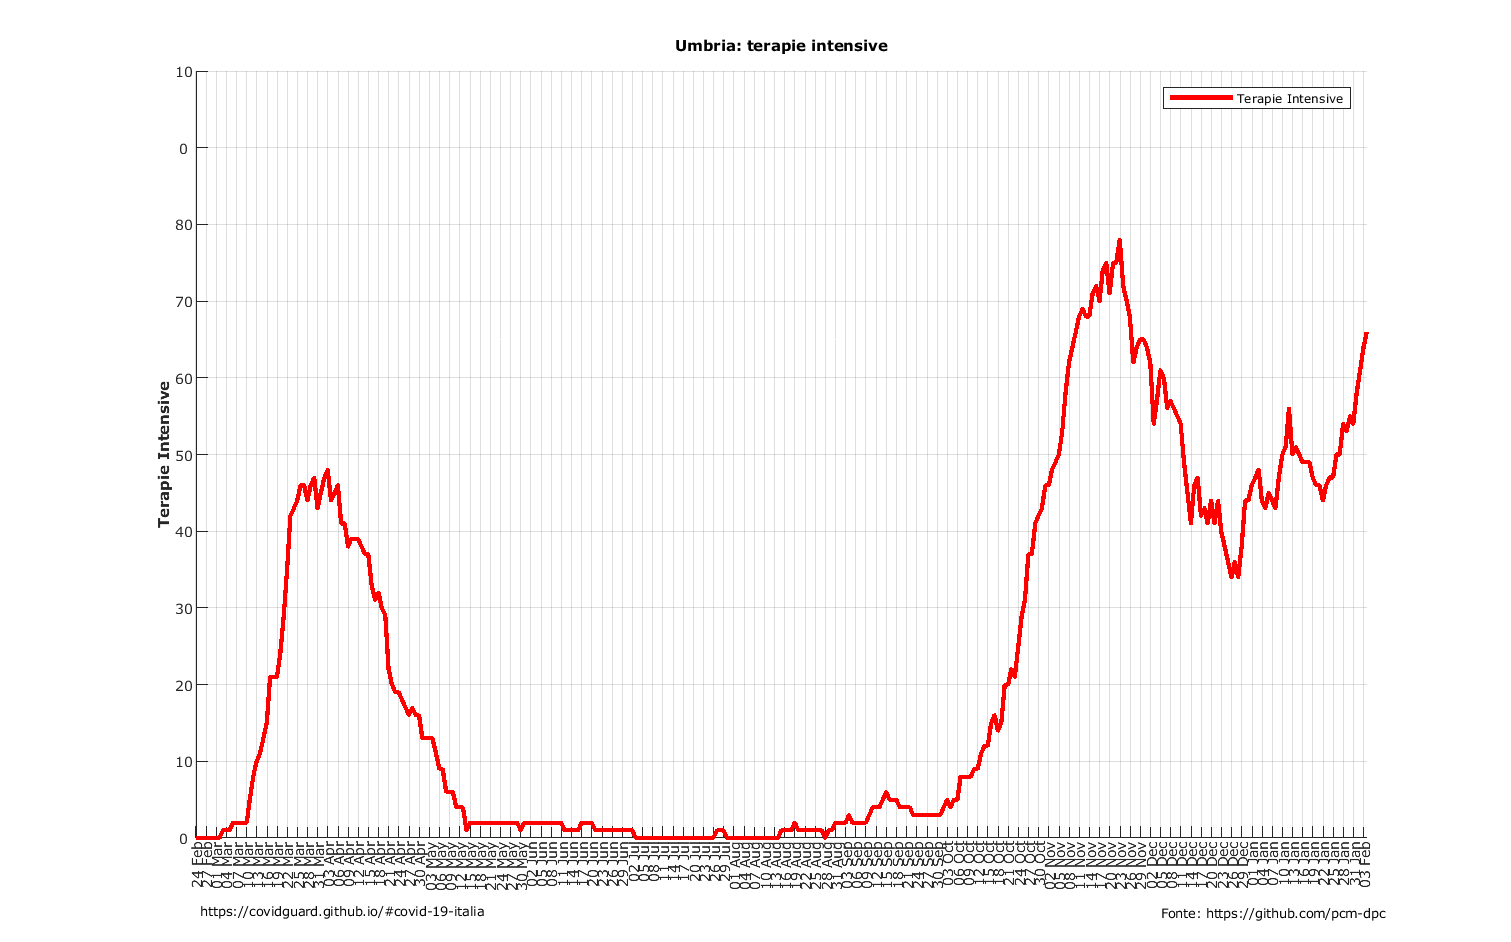 Umbria: terapie intensive
Terapie Intensive
10
0
80
70
60
50
40
30
20
10
0
Terapie Intensive
24 Feb
27 Feb
01 Mar
04 Mar
07 Mar
10 Mar
13 Mar
16 Mar
19 Mar
22 Mar
25 Mar
28 Mar
31 Mar
03 Apr
06 Apr
09 Apr
12 Apr
15 Apr
18 Apr
21 Apr
24 Apr
27 Apr
30 Apr
03 May
06 May
09 May
12 May
15 May
18 May
21 May
24 May
27 May
30 May
02 Jun
05 Jun
08 Jun
11 Jun
14 Jun
17 Jun
20 Jun
23 Jun
26 Jun
29 Jun
02 Jul
05 Jul
08 Jul
11 Jul
14 Jul
17 Jul
20 Jul
23 Jul
26 Jul
29 Jul
01 Aug
04 Aug
07 Aug
10 Aug
13 Aug
16 Aug
19 Aug
22 Aug
25 Aug
28 Aug
31 Aug
03 Sep
06 Sep
09 Sep
12 Sep
15 Sep
18 Sep
21 Sep
24 Sep
27 Sep
30 Sep
03 Oct
06 Oct
09 Oct
12 Oct
15 Oct
18 Oct
21 Oct
24 Oct
27 Oct
30 Oct
02 Nov
05 Nov
08 Nov
11 Nov
14 Nov
17 Nov
20 Nov
23 Nov
26 Nov
29 Nov
02 Dec
05 Dec
08 Dec
11 Dec
14 Dec
17 Dec
20 Dec
23 Dec
26 Dec
29 Dec
01 Jan
04 Jan
07 Jan
10 Jan
13 Jan
16 Jan
19 Jan
22 Jan
25 Jan
28 Jan
31 Jan
03 Feb
https://covidguard.github.io/#covid-19-italia
Fonte: https://github.com/pcm-dpc